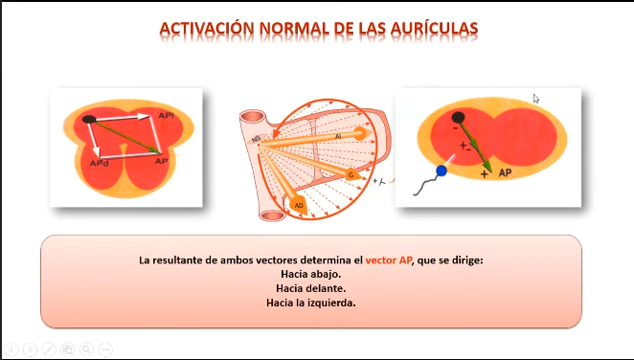 ACTIVACIÓN NORMAL DE LAS AURÍCULAS
APi
APd
AP
NS
AI
G
AD
+
-
+
-
+
AP
La resultante de ambos vectores determina el vector AP, que se dirige:
Hacia abajo.
Hacia delante.
Hacia la izquierda.